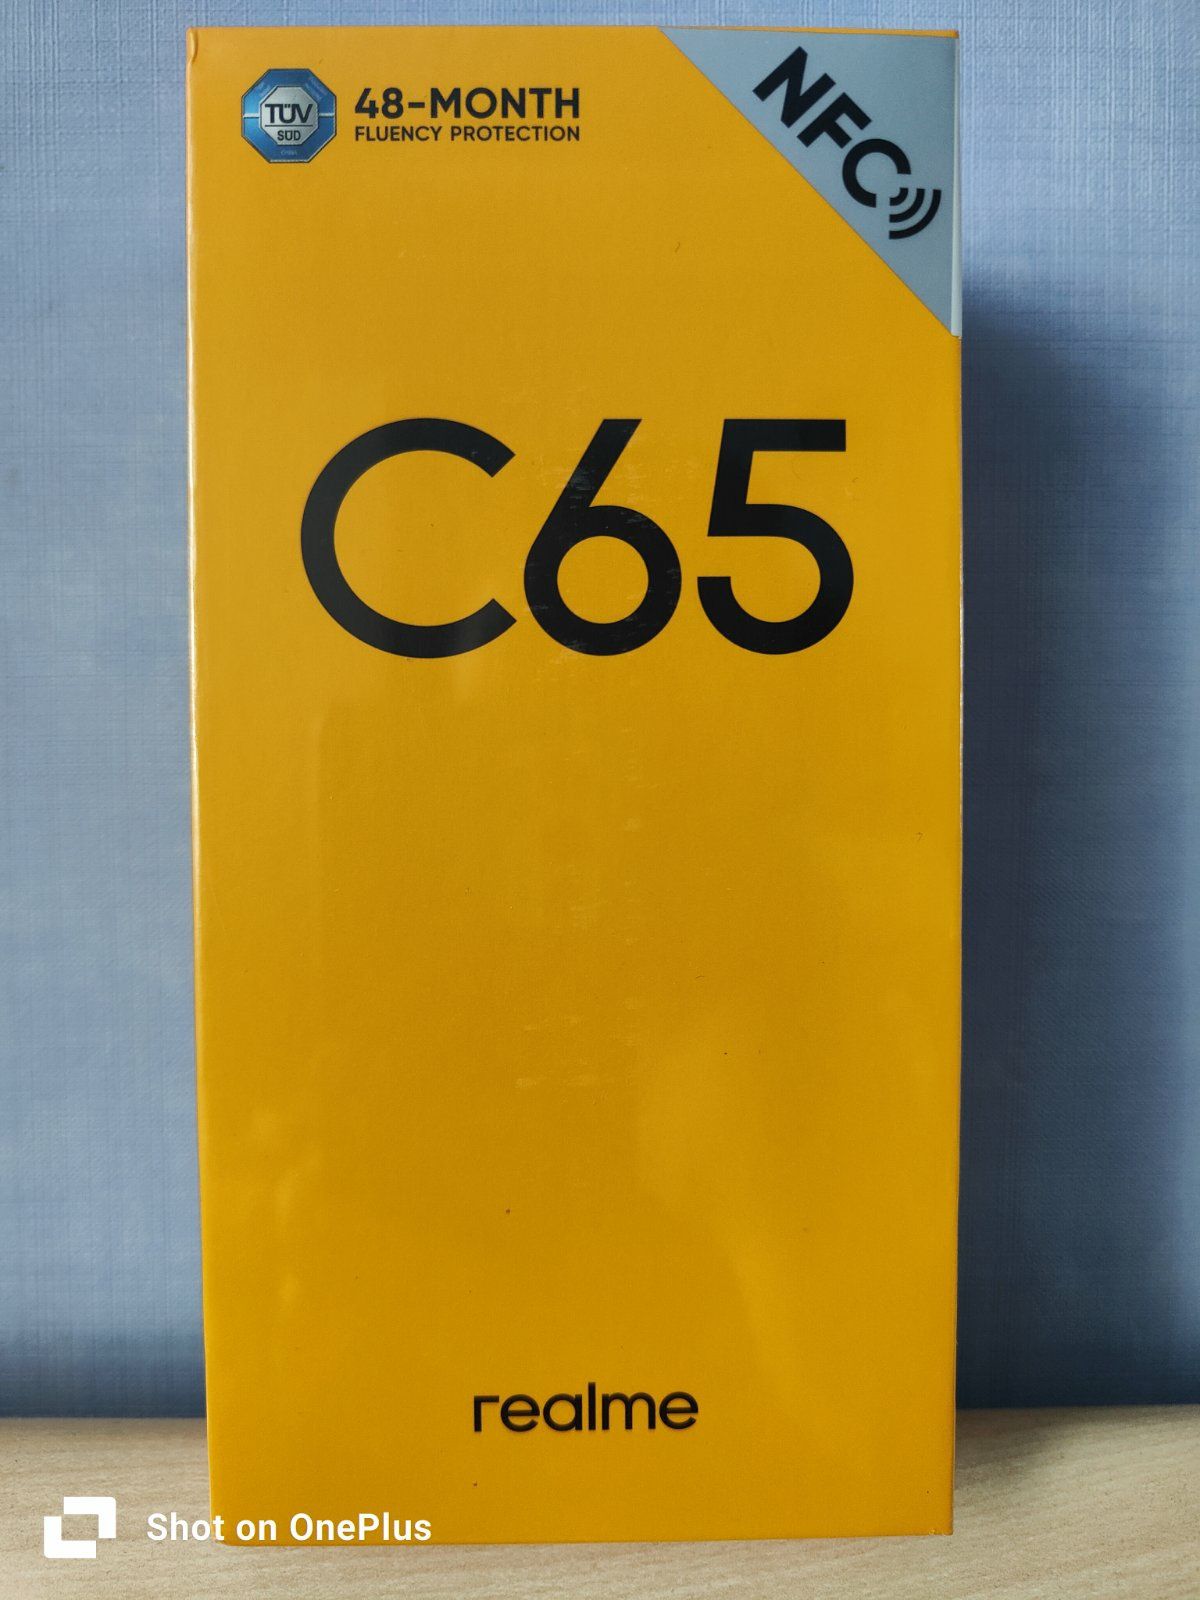 TÜV
SÜD
48-MONTH
FLUENCY PROTECTION
NFC
C65
realme
Shot on OnePlus